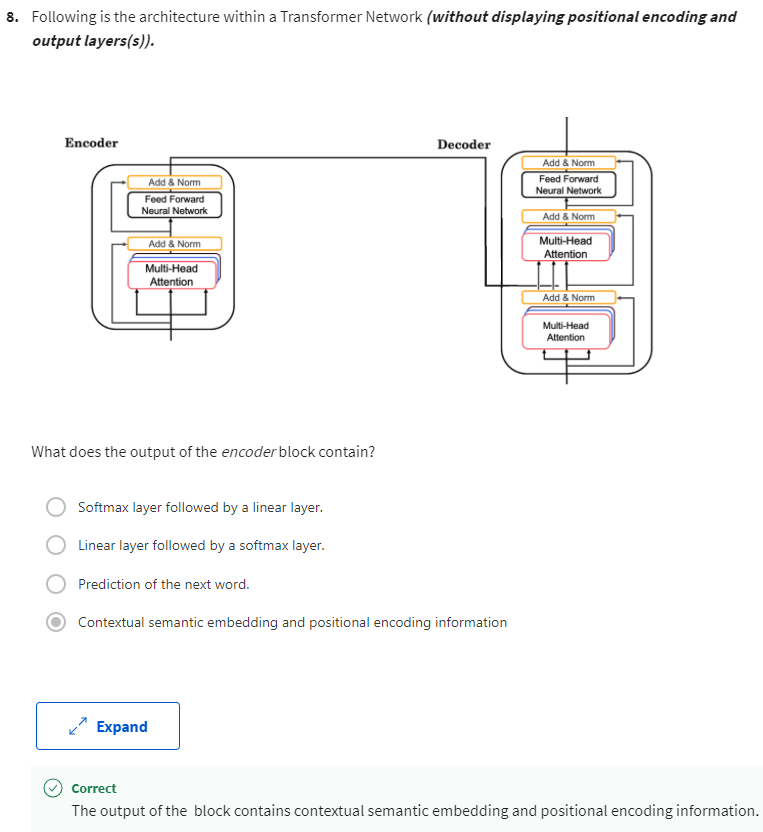 8. Following is the architecture within a Transformer Network (without displaying positional encoding and
output layers(s)).
Encoder
Decoder
Add & Norm
Feed Forward
Neural Network
Add & Norm
Multi-Head
Attention
Add & Norm
Feed Forward
Neural Network
Add & Norm
Multi-Head
Attention
Add & Norm
Multi-Head
Attention
What does the output of the encoder block contain?
Softmax layer followed by a linear layer.
Linear layer followed by a softmax layer.
Prediction of the next word.
Contextual semantic embedding and positional encoding information
Expand
Correct
The output of the block contains contextual semantic embedding and positional encoding information.